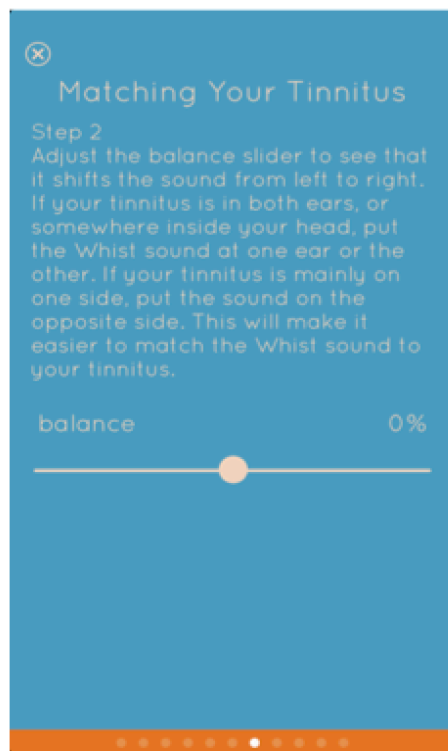 Matching Your Tinnitus
Step 2
Adjust the balance slider to see that
it shifts the sound from left to right.
If your tinnitus is in both ears, or
somewhere inside your head, put
the Whist sound at one ear or the
other. If your tinnitus is mainly on
one side, put the sound on the
opposite side. This will make it
easier to match the Whist sound to
your tinnitus.
balance 0%